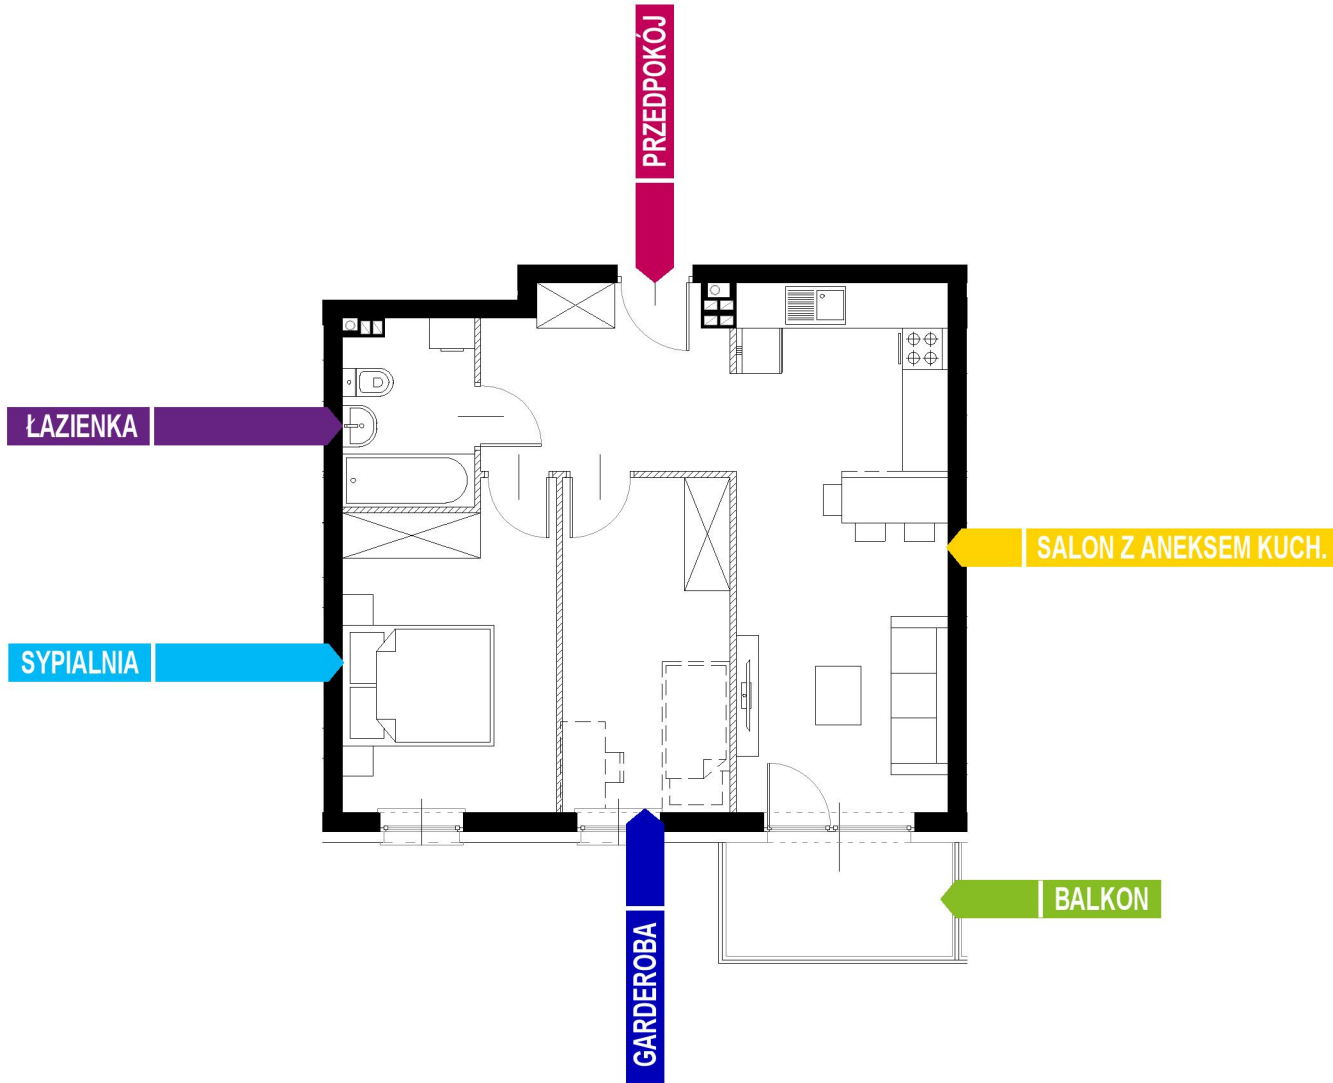 PRZEDPOKÓJ
ŁAZIENKA
SALON Z ANEKSEM KUCH.
SYPIALNIA
BALKON
GARDEROBA